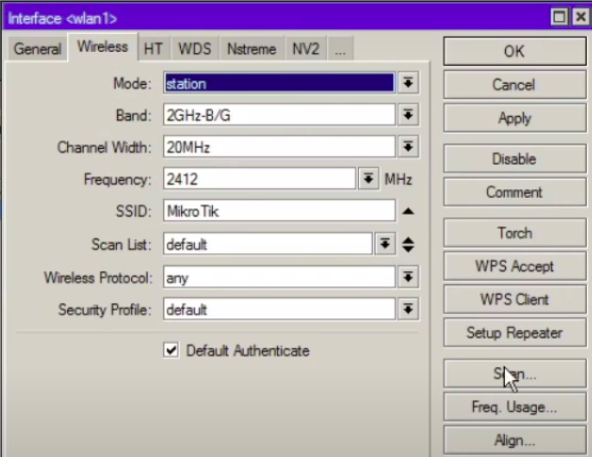 Interface <wlan1>
General Wireless HT WDS Nstreme NV2 ...
Mode: station
Band: 2GHz-B/G
Channel Width: 20MHz
Frequency: 2412 MHz
SSID: MikroTik
Scan List: default
Wireless Protocol: any
Security Profile: default
Default Authenticate
OK
Cancel
Apply
Disable
Comment
Torch
WPS Accept
WPS Client
Setup Repeater
Scan...
Freq. Usage...
Align...